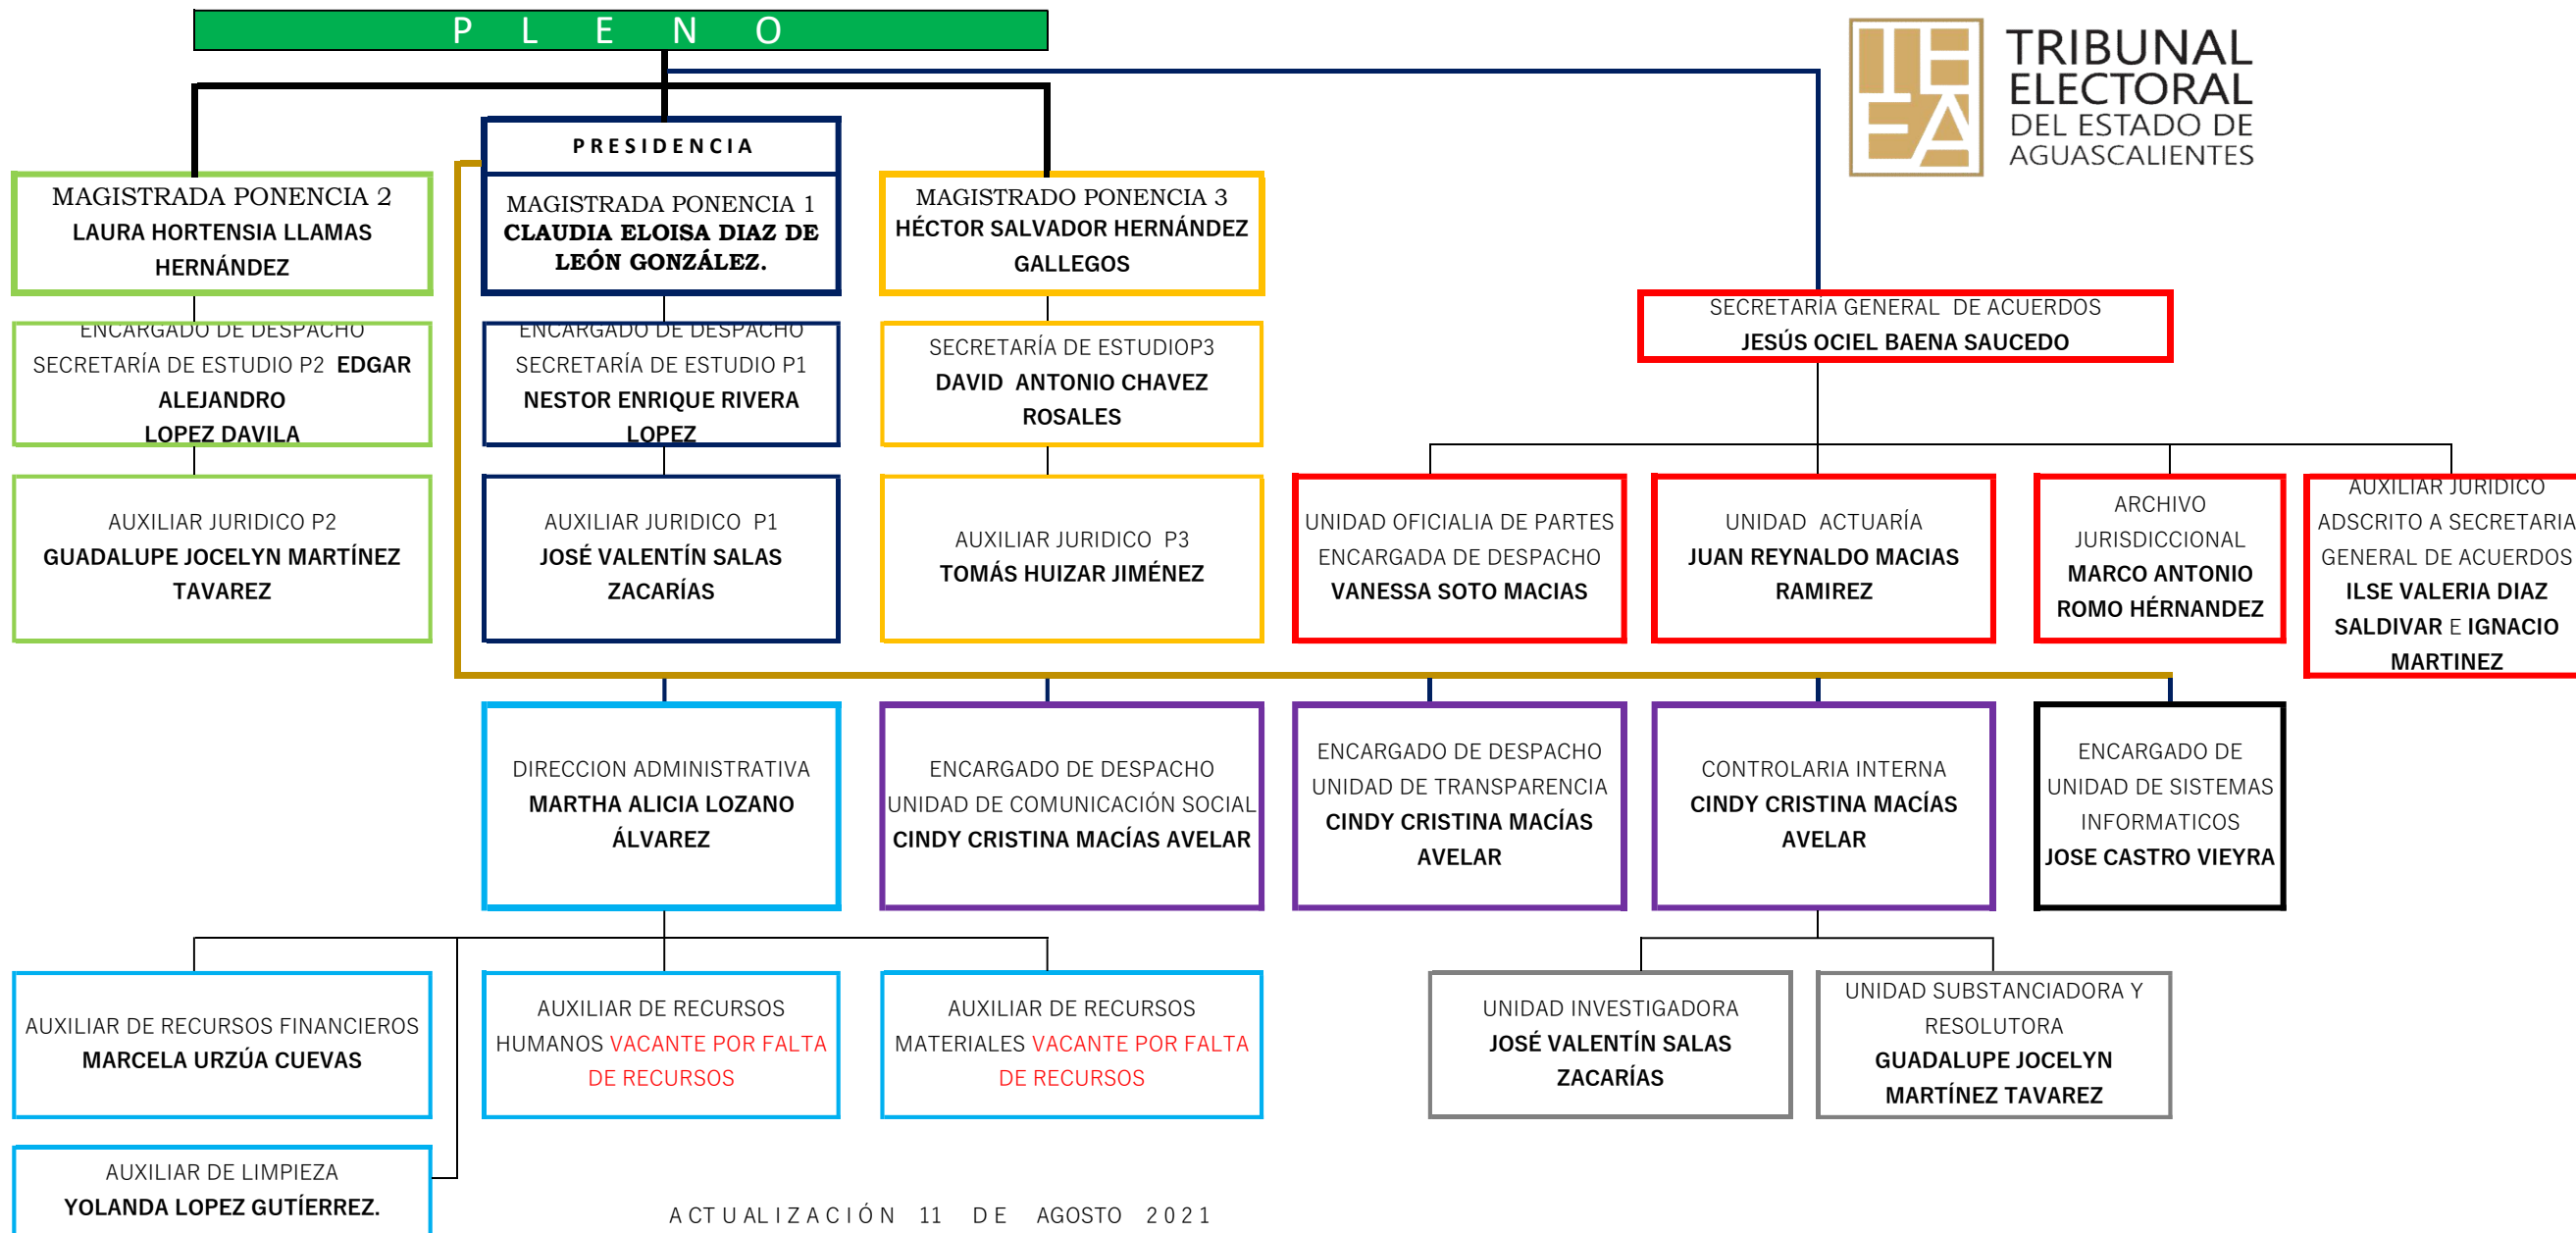 P L E N O
TRIBUNAL
ELECTORAL
DEL ESTADO DE
AGUASCALIENTES
PRESIDENCIA
MAGISTRADA PONENCIA 2
LAURA HORTENSIA LLAMAS
HERNÁNDEZ
MAGISTRADA PONENCIA 1
CLAUDIA ELOISA DIAZ DE
LEÓN GONZÁLEZ.
MAGISTRADO PONENCIA 3
HÉCTOR SALVADOR HERNÁNDEZ
GALLEGOS
SECRETARÍA GENERAL DE ACUERDOS
JESÚS OCIEL BAENA SAUCEDO
ENCARGADO DE DESPACHO
SECRETARÍA DE ESTUDIO P2 EDGAR
ALEJANDRO
LOPEZ DAVILA
ENCARGADO DE DESPACHO
SECRETARÍA DE ESTUDIO P1
NESTOR ENRIQUE RIVERA
LOPEZ
SECRETARÍA DE ESTUDIOP3
DAVID ANTONIO CHAVEZ
ROSALES
AUXILIAR JURIDICO P2
GUADALUPE JOCELYN MARTÍNEZ
TAVAREZ
AUXILIAR JURIDICO P1
JOSÉ VALENTÍN SALAS
ZACARÍAS
AUXILIAR JURIDICO P3
TOMÁS HUIZAR JIMÉNEZ
UNIDAD OFICIALIA DE PARTES
ENCARGADA DE DESPACHO
VANESSA SOTO MACIAS
UNIDAD ACTUARÍA
JUAN REYNALDO MACIAS
RAMIREZ
ARCHIVO
JURISDICCIONAL
MARCO ANTONIO
ROMO HÉRNANDEZ
AUXILIAR JURIDICO
ADSCRITO A SECRETARIA
GENERAL DE ACUERDOS
ILSE VALERIA DIAZ
SALDIVAR E IGNACIO
MARTINEZ
DIRECCION ADMINISTRATIVA
MARTHA ALICIA LOZANO
ÁLVAREZ
ENCARGADO DE DESPACHO
UNIDAD DE COMUNICACIÓN SOCIAL
CINDY CRISTINA MACÍAS AVELAR
ENCARGADO DE DESPACHO
UNIDAD DE TRANSPARENCIA
CINDY CRISTINA MACÍAS
AVELAR
CONTROLARIA INTERNA
CINDY CRISTINA MACÍAS
AVELAR
ENCARGADO DE
UNIDAD DE SISTEMAS
INFORMATICOS
JOSE CASTRO VIEYRA
AUXILIAR DE RECURSOS FINANCIEROS
MARCELA URZÚA CUEVAS
AUXILIAR DE RECURSOS
HUMANOS VACANTE POR FALTA
DE RECURSOS
AUXILIAR DE RECURSOS
MATERIALES VACANTE POR FALTA
DE RECURSOS
UNIDAD INVESTIGADORA
JOSÉ VALENTÍN SALAS
ZACARÍAS
UNIDAD SUBSTANCIADORA Y
RESOLUTORA
GUADALUPE JOCELYN
MARTÍNEZ TAVAREZ
AUXILIAR DE LIMPIEZA
YOLANDA LOPEZ GUTÍERREZ.
ACTUALIZACIÓN 11 DE AGOSTO 2021